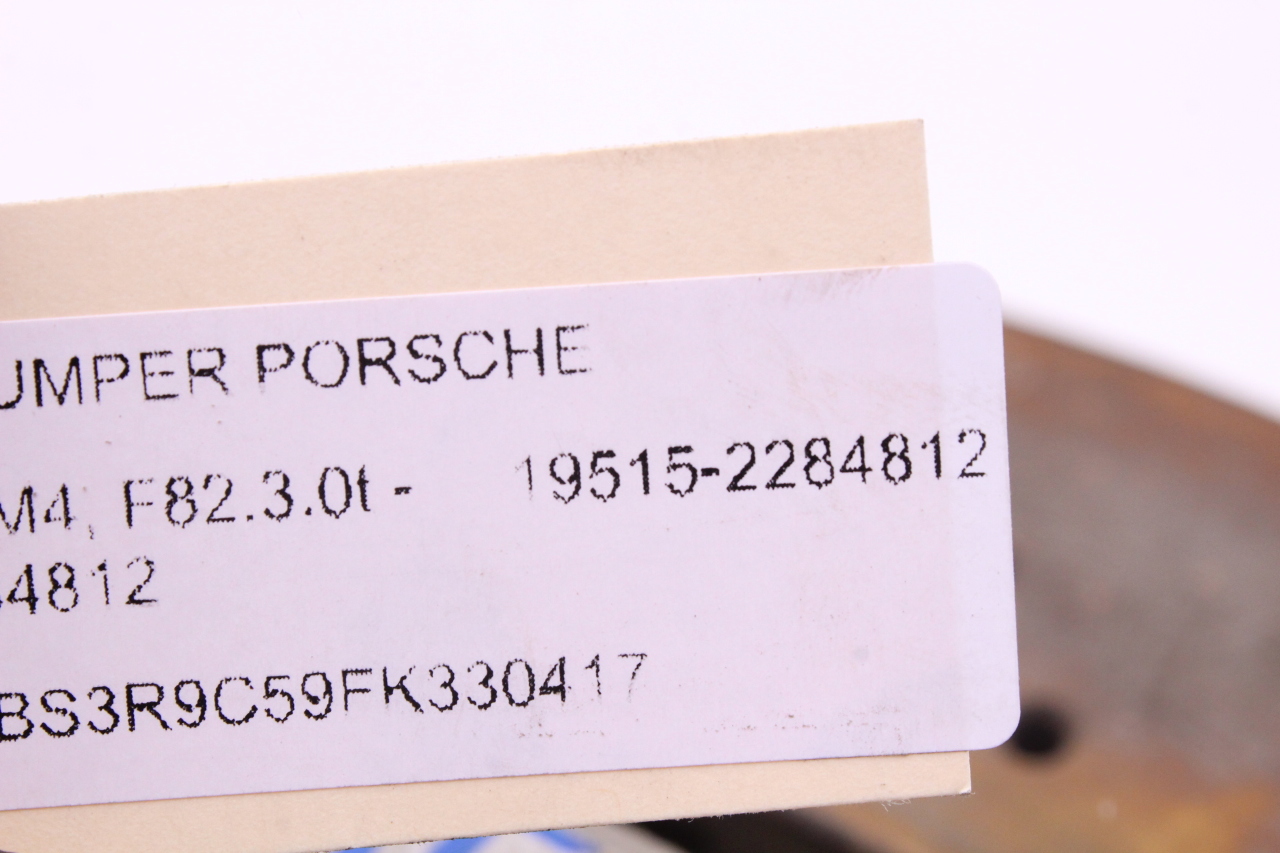 UMPER PORSCHE
M4, F82.3.0t - 19515-2284812
4812
BS3R9C59FK330417